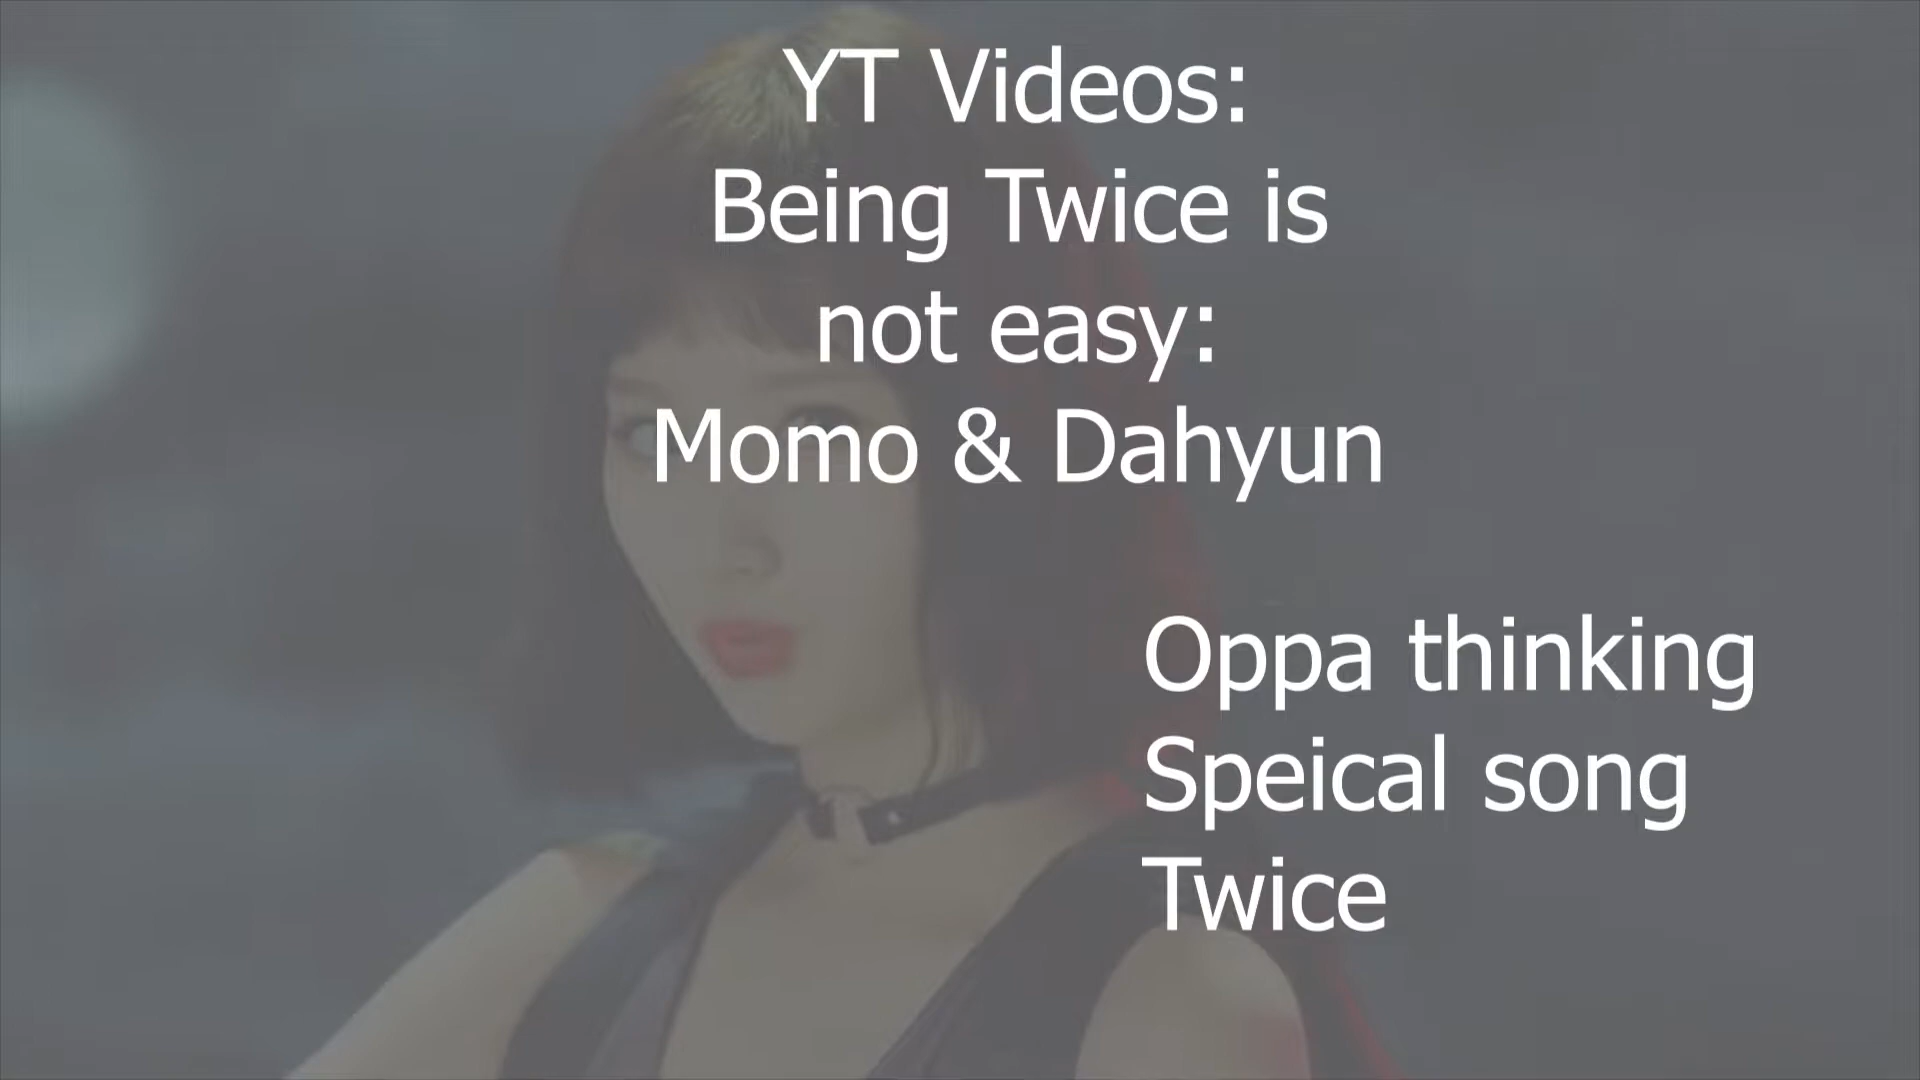 YT Videos:
Being Twice is
not easy:
Momo & Dahyun
Oppa thinking
Speical song
Twice